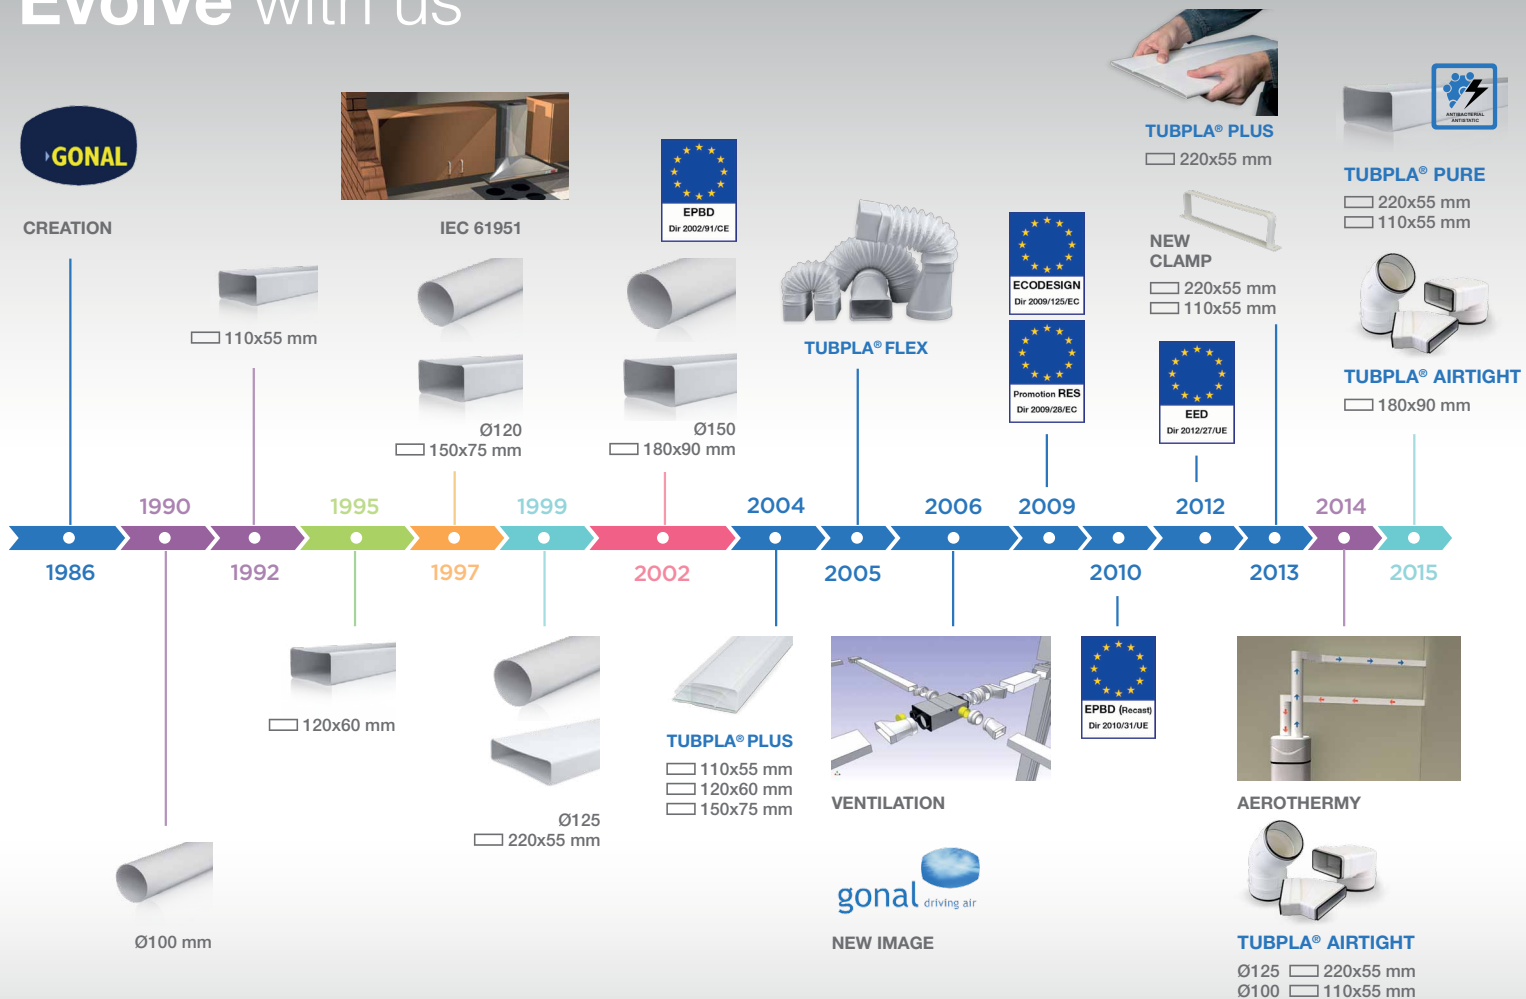 Evolve with us
GONAL
CREATION
IEC 61951
EPBD
Dir 2002/91/CE
TUBPLA® PLUS
220x55 mm
ANTIBACTERIAL
ANTISTATIC
TUBPLA® PURE
220x55 mm
110x55 mm
NEW
CLAMP
220x55 mm
110x55 mm
ECODESIGN
Dir 2009/125/EC
Promotion RES
Dir 2009/28/EC
TUBPLA® FLEX
110x55 mm
Ø120
150x75 mm
Ø150
180x90 mm
EED
Dir 2012/27/UE
TUBPLA® AIRTIGHT
180x90 mm
1990
1995
1999
2004
2006
2009
2012
2014
1986
1992
1997
2002
2005
2010
2013
2015
Ø100 mm
120x60 mm
Ø125
220x55 mm
TUBPLA® PLUS
110x55 mm
120x60 mm
150x75 mm
VENTILATION
gonal driving air
NEW IMAGE
EPBD (Recast)
Dir 2010/31/UE
AEROTHERMY
TUBPLA® AIRTIGHT
Ø125 220x55 mm
Ø100 110x55 mm